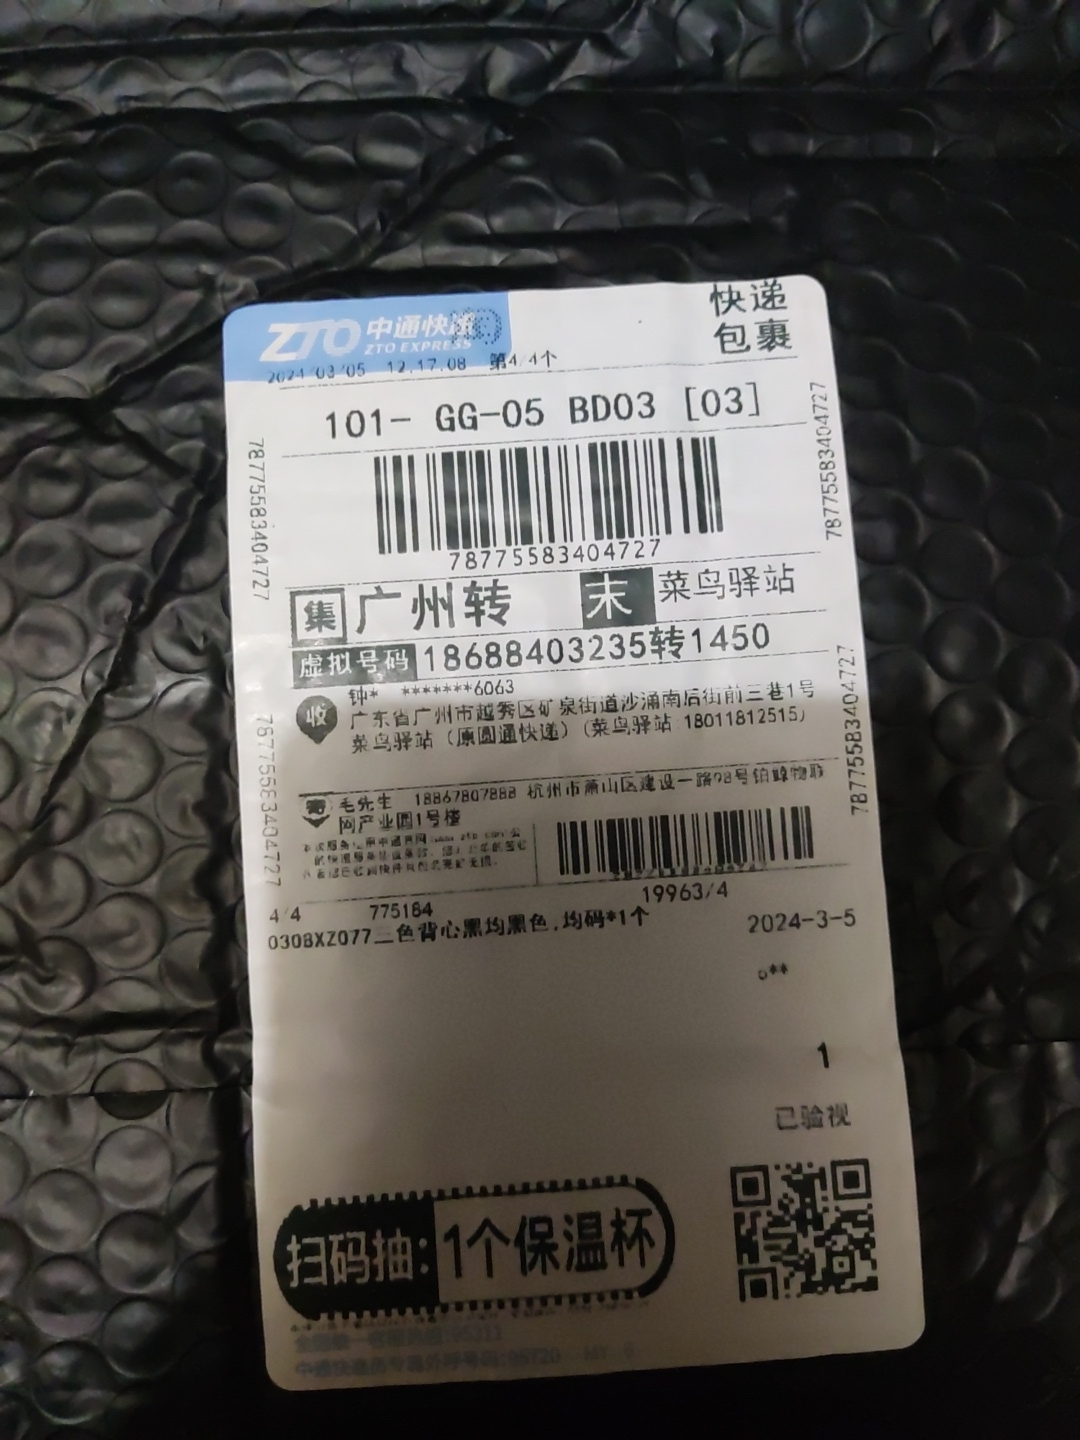 ZTO 中通快递
ZTO EXPRESS
快递
包裹
2024/03/05 12.17.08 第4/4个
101- GG-05 BD03 [03]
78775583404727
78775583404727
78775583404727
集 广州转 末 菜鸟驿站
虚拟号码 18688403235转1450
收 钟* *******6063
广东省广州市越秀区矿泉街道沙涌南后街前三巷1号
菜鸟驿站（原圆通快递）(菜鸟驿站 18011812515)
78775583404727
78775583404727
寄 毛先生 18867807888 杭州市萧山区建设一路98号铂峰物联
网产业园1号楼
19963/4
4/4 775184
0308XZ077三色背心黑均黑色,均码*1个
2024-3-5
1
已验视
扫码抽: 1个保温杯